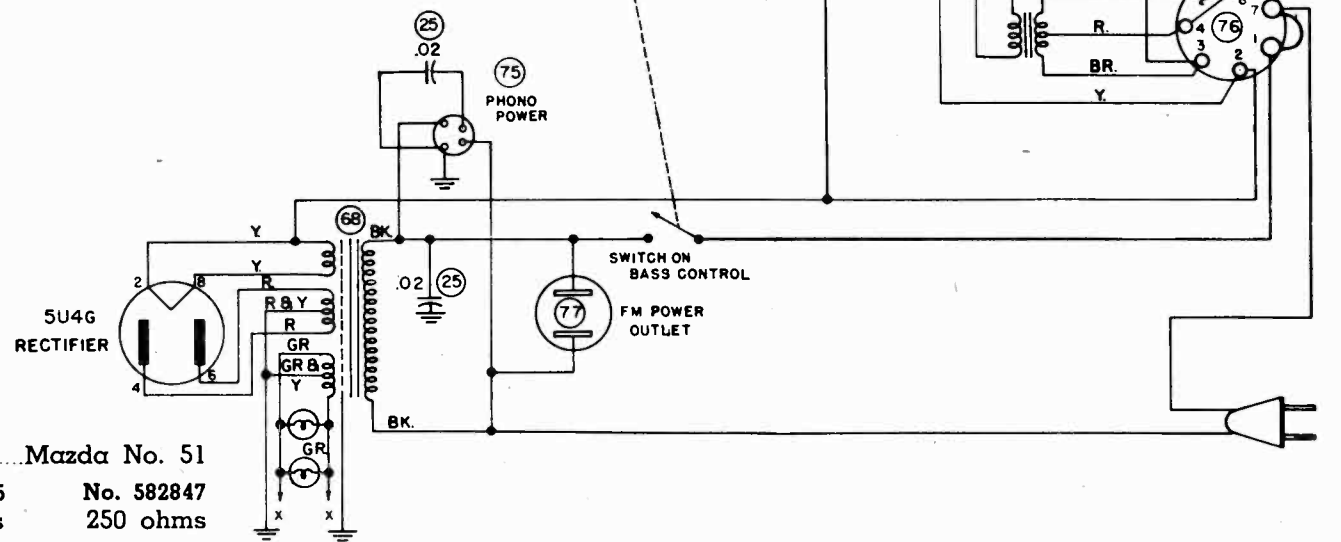 25
.02
75
PHONO
POWER
R.
4
3
BR.
2
Y.
76
7
1
68
BK.
Y.
Y.
2
8
R.
R & Y
R
GR
GR &
Y
5U4G
RECTIFIER
4
6
.02
25
SWITCH ON
BASS CONTROL
77
FM POWER
OUTLET
BK.
GR.
X
X
Mazda No. 51
5
No. 582847
s
250 ohms